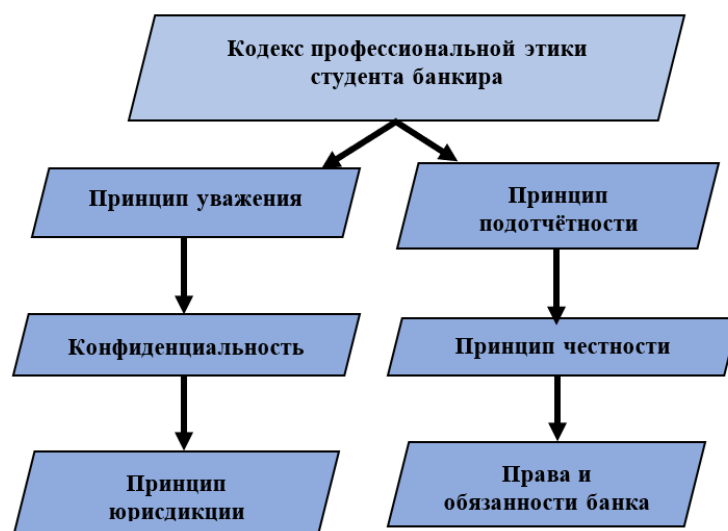 Кодекс профессиональной этики
студента банкира
Принцип уважения
Принцип
подотчётности
Конфиденциальность
Принцип честности
Принцип
юрисдикции
Права и
обязанности банка